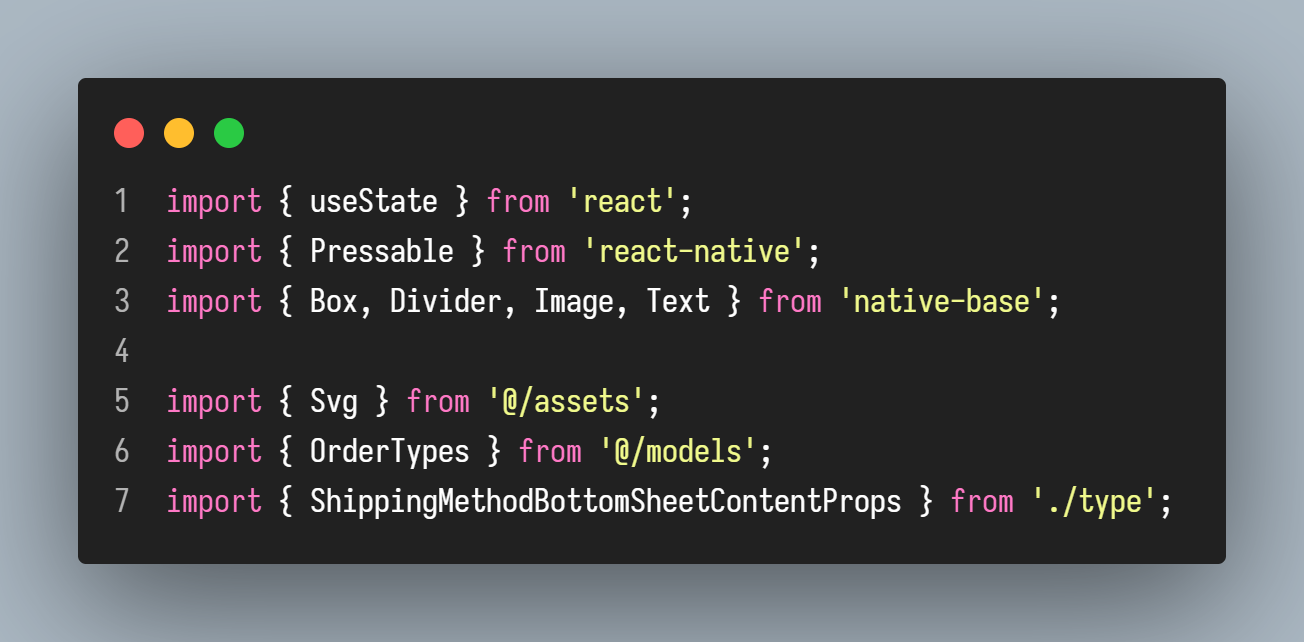 1 import { useState } from 'react';
2 import { Pressable } from 'react-native';
3 import { Box, Divider, Image, Text } from 'native-base';
4
5 import { Svg } from '@/assets';
6 import { OrderTypes } from '@/models';
7 import { ShippingMethodBottomSheetContentProps } from './type';